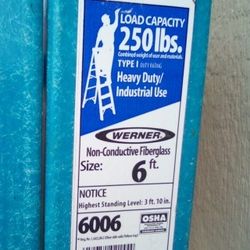 LOAD CAPACITY
250 lbs.
Combined weight of user and materials.
TYPE I DUTY RATING
Heavy Duty/
Industrial Use
WERNER
Non-Conductive Fiberglass
Size: 6 ft.
NOTICE
Highest Standing Level: 3 ft. 10 in.
6006
OSHA